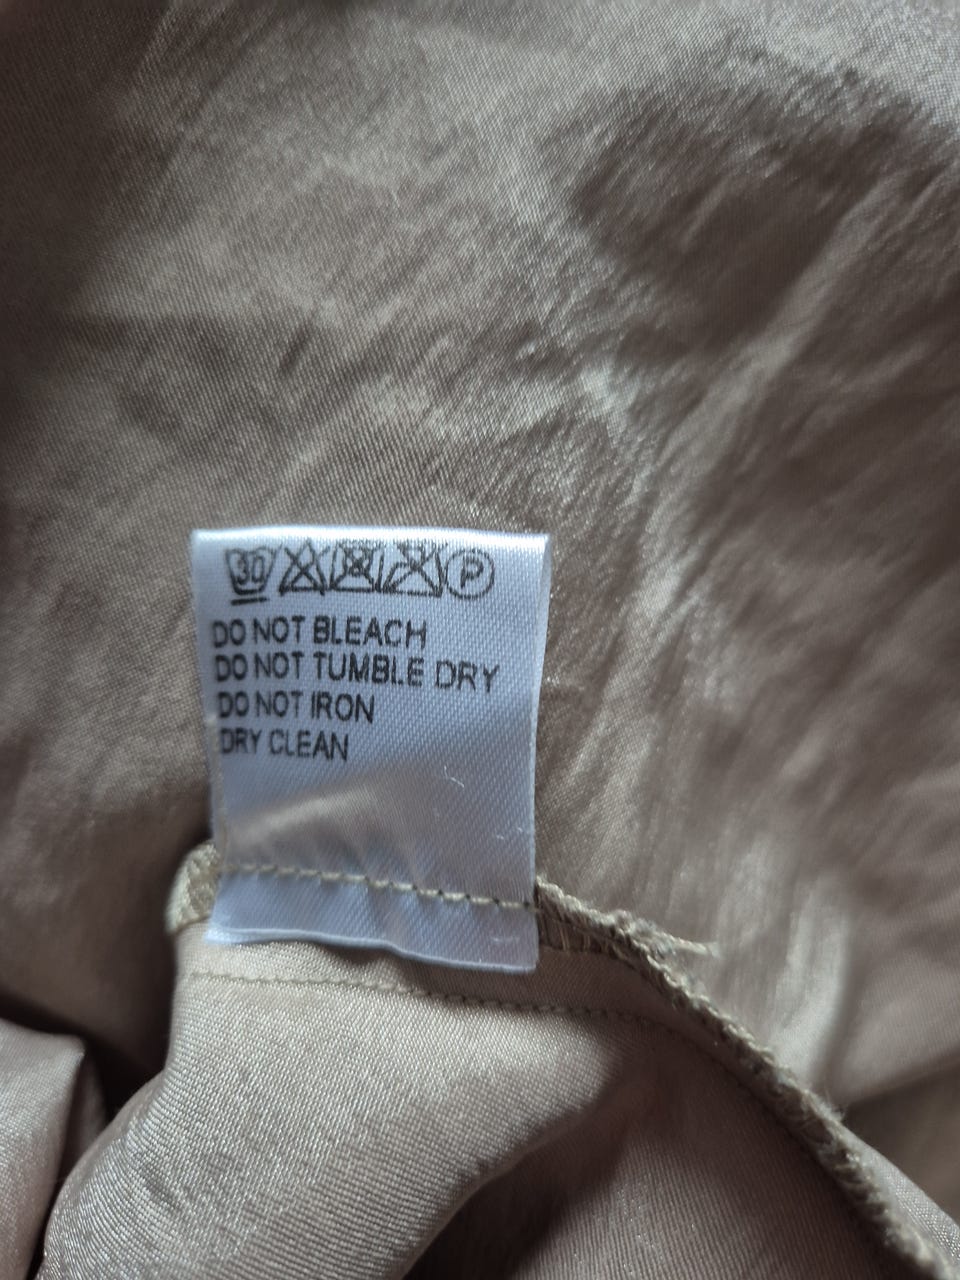 30 P
DO NOT BLEACH
DO NOT TUMBLE DRY
DO NOT IRON
DRY CLEAN